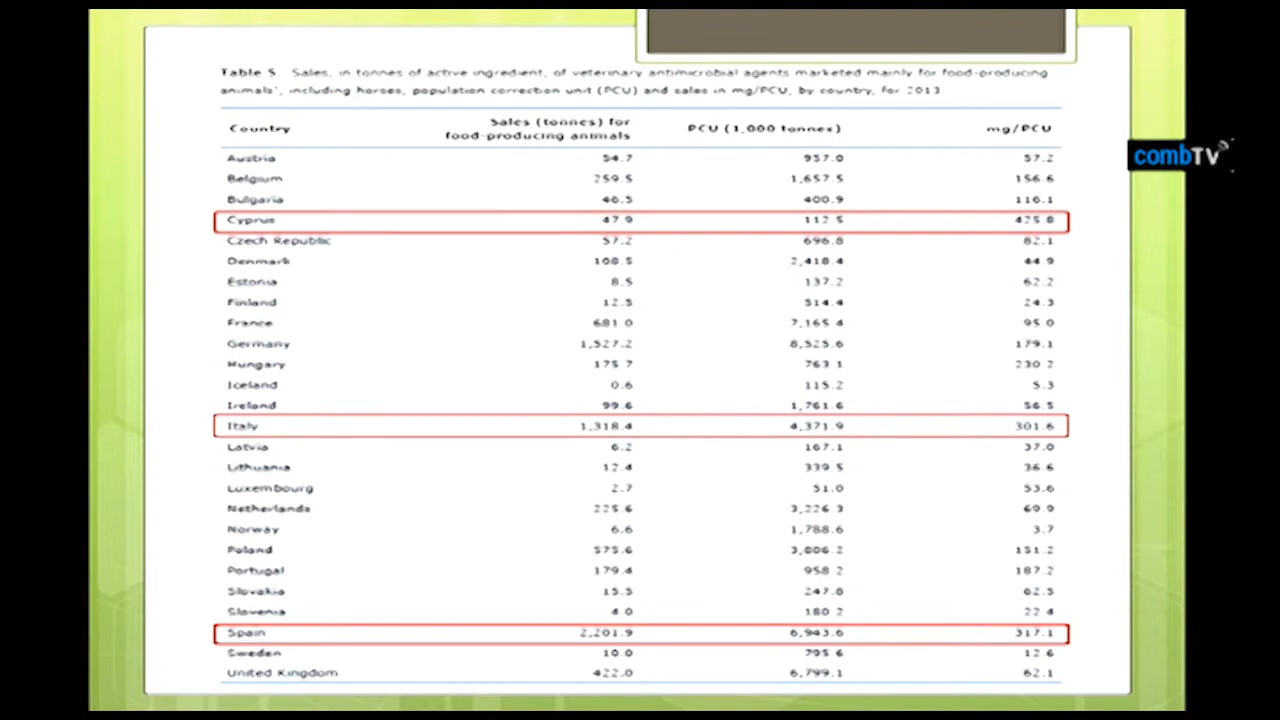 Table 5. Sales, in tonnes of active ingredient, of veterinary antimicrobial agents marketed mainly for food-producing
animals¹, including horses, population correction unit (PCU) and sales in mg/PCU, by country, for 2013
Country Sales (tonnes) for food-producing animals PCU (1,000 tonnes) mg/PCU
Austria 54.7 957.0 57.2
Belgium 259.5 1,657.5 156.6
Bulgaria 46.5 400.9 116.1
Cyprus 47.9 112.5 425.8
Czech Republic 57.2 696.8 82.1
Denmark 108.5 2,418.4 44.9
Estonia 8.5 137.2 62.2
Finland 12.5 514.4 24.3
France 681.0 7,165.4 95.0
Germany 1,527.2 8,525.6 179.1
Hungary 175.7 763.1 230.2
Iceland 0.6 115.2 5.3
Ireland 99.6 1,761.6 56.5
Italy 1,318.4 4,371.9 301.6
Latvia 6.2 167.1 37.0
Lithuania 12.4 339.5 36.6
Luxembourg 2.7 51.0 53.6
Netherlands 225.6 3,226.3 69.9
Norway 6.6 1,788.6 3.7
Poland 575.6 3,806.2 151.2
Portugal 179.4 958.2 187.2
Slovakia 15.5 247.8 62.5
Slovenia 4.0 180.2 22.4
Spain 2,201.9 6,943.6 317.1
Sweden 10.0 795.6 12.6
United Kingdom 422.0 6,799.1 62.1
combTV